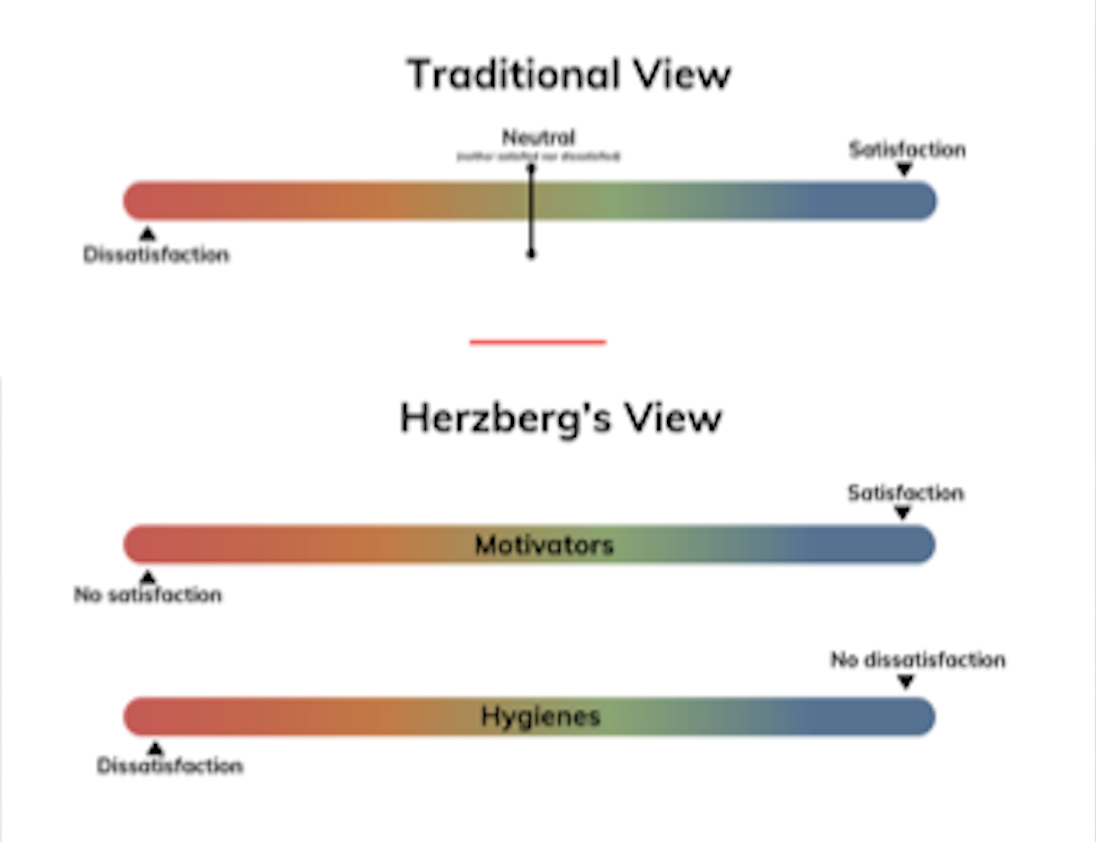 Traditional View
Neutral
(neither satisfied nor dissatisfied)
Satisfaction
Dissatisfaction
Herzberg's View
Satisfaction
Motivators
No satisfaction
No dissatisfaction
Hygienes
Dissatisfaction